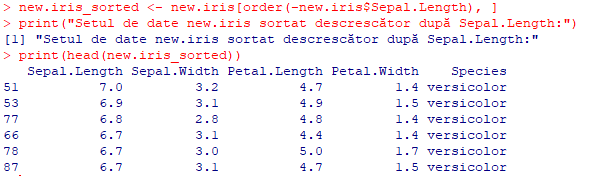 > new.iris_sorted <- new.iris[order(-new.iris$Sepal.Length), ]
> print("Setul de date new.iris sortat descrescător după Sepal.Length:")
[1] "Setul de date new.iris sortat descrescător după Sepal.Length:"
> print(head(new.iris_sorted))
   Sepal.Length Sepal.Width Petal.Length Petal.Width    Species
51          7.0         3.2          4.7         1.4 versicolor
53          6.9         3.1          4.9         1.5 versicolor
77          6.8         2.8          4.8         1.4 versicolor
66          6.7         3.1          4.4         1.4 versicolor
78          6.7         3.0          5.0         1.7 versicolor
87          6.7         3.1          4.7         1.5 versicolor